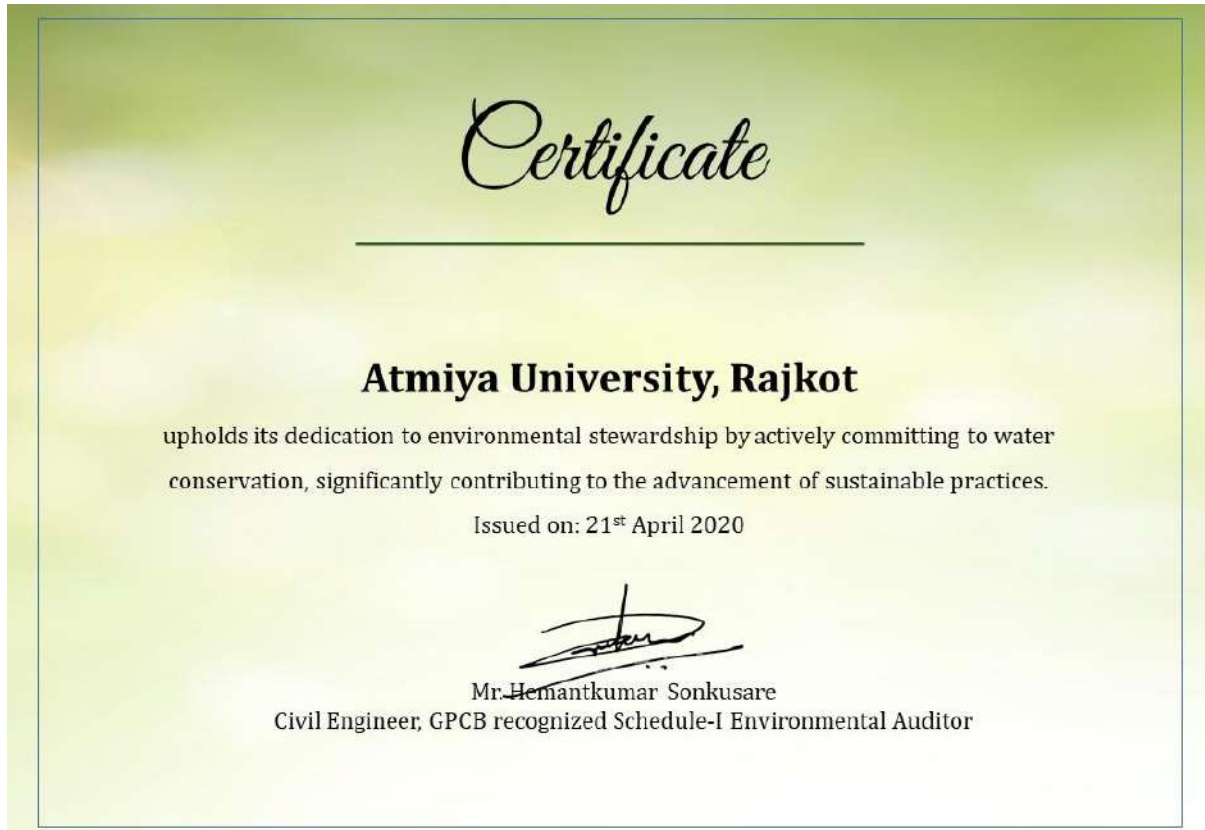 Certificate
Atmiya University, Rajkot
upholds its dedication to environmental stewardship by actively committing to water
conservation, significantly contributing to the advancement of sustainable practices.
Issued on: 21st April 2020
Mr. Hemantkumar Sonkusare
Civil Engineer, GPCB recognized Schedule-I Environmental Auditor